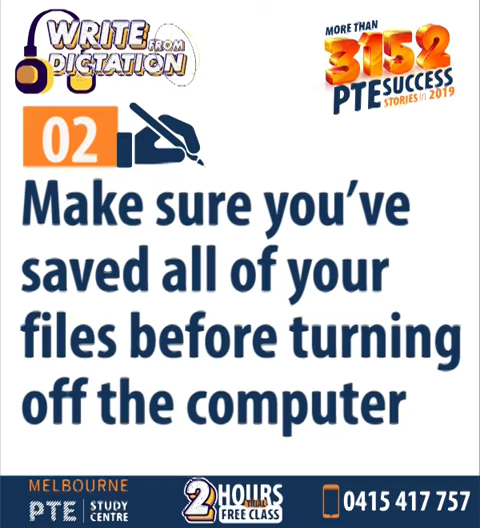 WRITE FROM
DICTATION
MORE THAN
3152
PTE SUCCESS
STORIES in 2019
02
Make sure you've
saved all of your
files before turning
off the computer
MELBOURNE
PTE STUDY
CENTRE
2 HOURS
FREE CLASS
0415 417 757